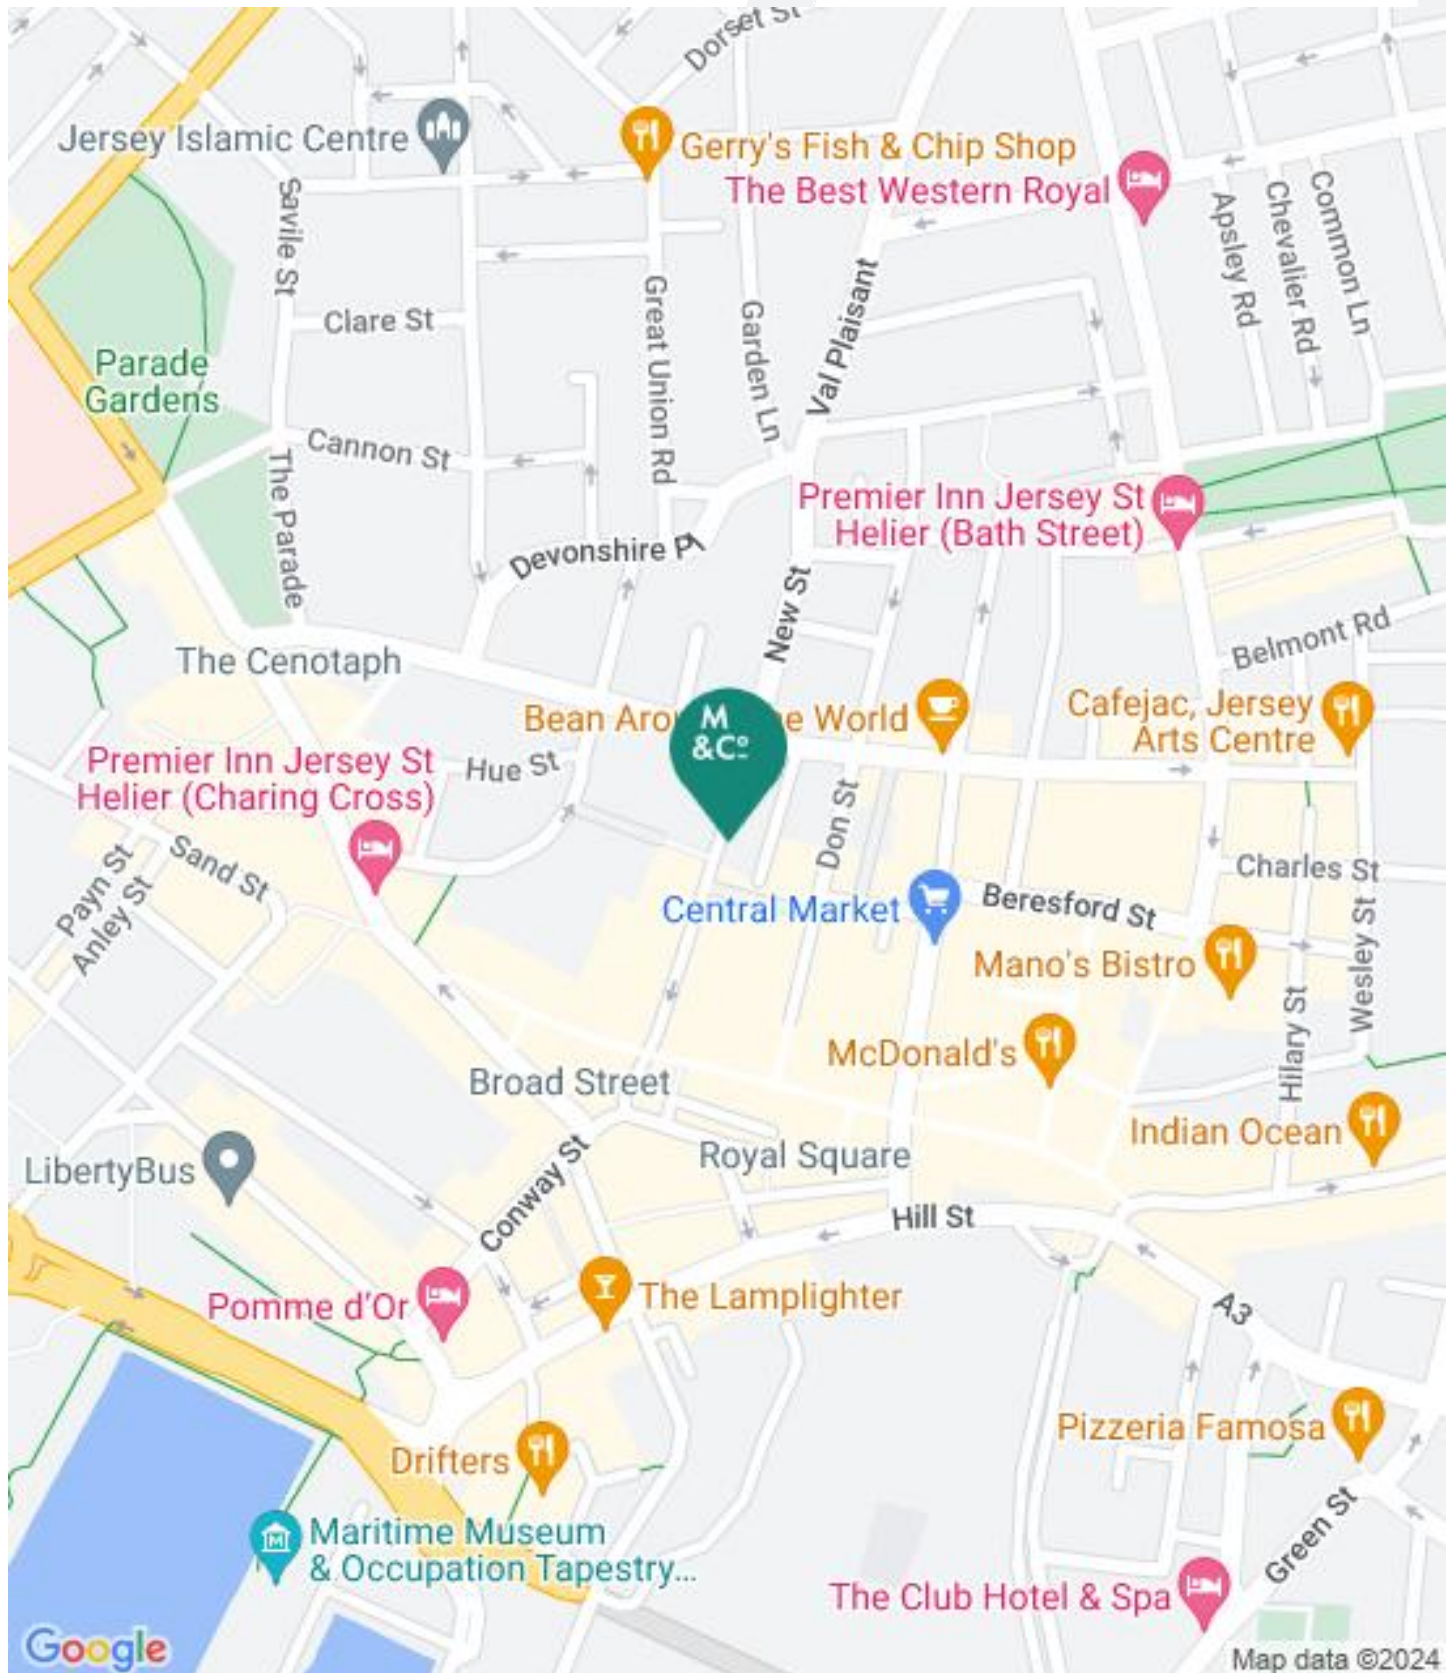 Dorset St
Jersey Islamic Centre
Gerry's Fish & Chip Shop
The Best Western Royal
Savile St
Apsley Rd
Chevalier Rd
Common Ln
Clare St
Great Union Rd
Garden Ln
Val Plaisant
Parade
Gardens
Cannon St
The Parade
Premier Inn Jersey St
Helier (Bath Street)
Devonshire Pl
New St
Belmont Rd
The Cenotaph
Bean Aro
e World
M
&Co
Cafejac, Jersey
Arts Centre
Premier Inn Jersey St
Helier (Charing Cross)
Hue St
Don St
Sand St
Payn St
Anley St
Charles St
Central Market
Beresford St
Wesley St
Mano's Bistro
Hilary St
McDonald's
Broad Street
Indian Ocean
Royal Square
LibertyBus
Conway St
Hill St
Pomme d'Or
The Lamplighter
A3
Pizzeria Famosa
Drifters
Green St
Maritime Museum
& Occupation Tapestry...
The Club Hotel & Spa
Google
Map data ©2024